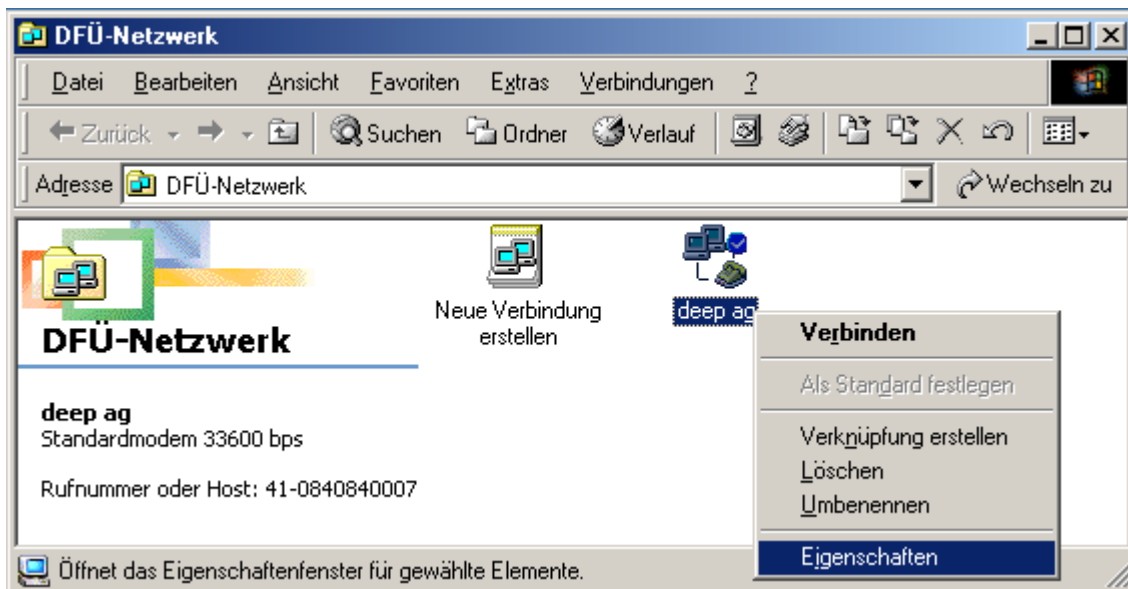 DFÜ-Netzwerk
Datei Bearbeiten Ansicht Favoriten Extras Verbindungen ?
Zurück Suchen Ordner Verlauf
Adresse DFÜ-Netzwerk Wechseln zu
DFÜ-Netzwerk
deep ag
Standardmodem 33600 bps
Rufnummer oder Host: 41-0840840007
Neue Verbindung
erstellen
deep ag
Verbinden
Als Standard festlegen
Verknüpfung erstellen
Löschen
Umbenennen
Eigenschaften
Öffnet das Eigenschaftenfenster für gewählte Elemente.